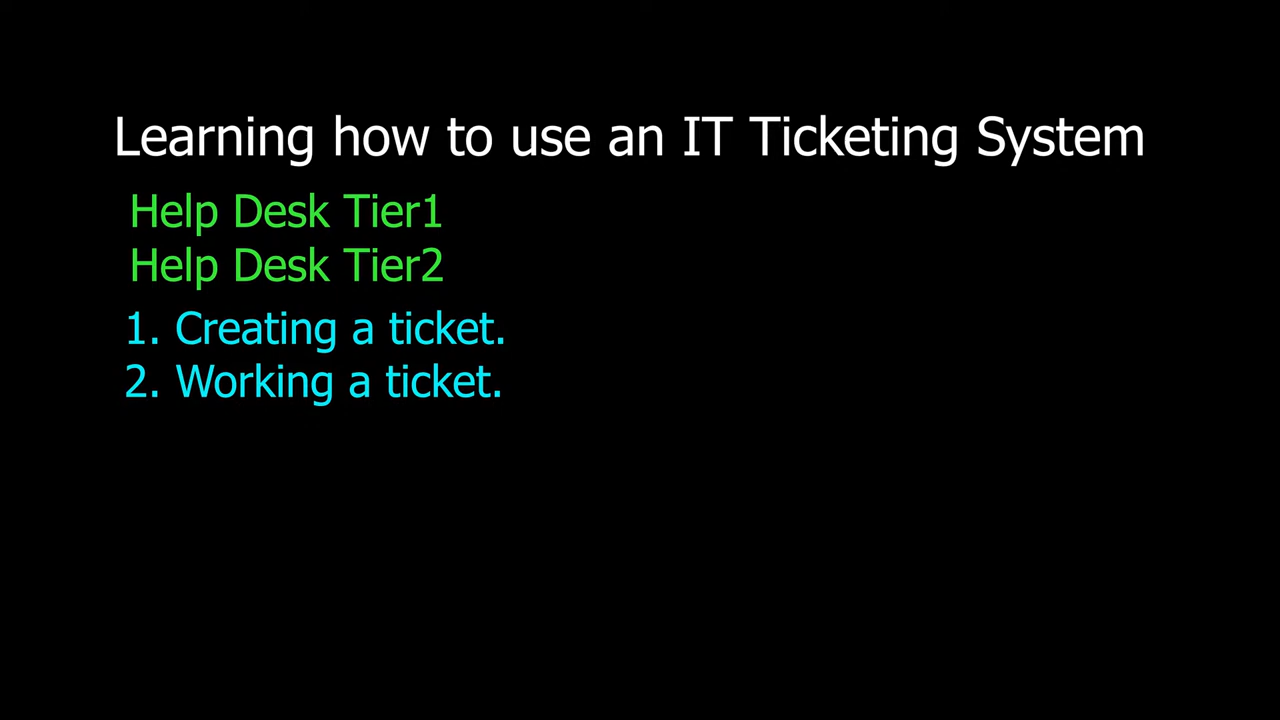 Learning how to use an IT Ticketing System
Help Desk Tier1
Help Desk Tier2
1. Creating a ticket.
2. Working a ticket.